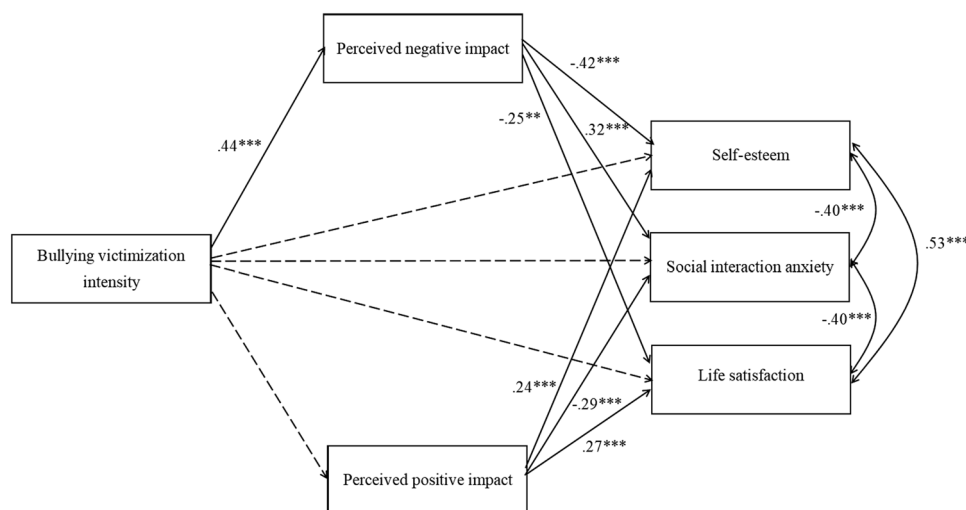 Perceived negative impact
-.42***
-.25**
.32***
.44***
Self-esteem
-.40***
Bullying victimization
intensity
.53***
Social interaction anxiety
-.40***
Life satisfaction
.24***
-.29***
.27***
Perceived positive impact